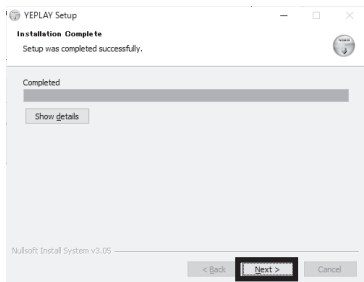 YEPLAY Setup
Installation Complete
Setup was completed successfully.
Completed
Show details
Nullsoft Install System v3.05
< Back Next > Cancel